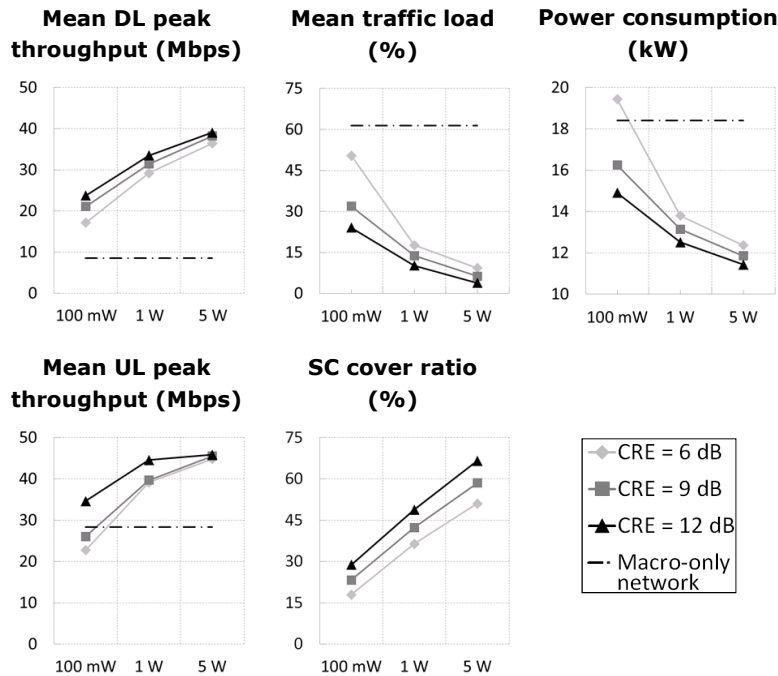 Mean DL peak
throughput (Mbps)
50
40
30
20
10
0
100 mW 1 W 5 W
Mean traffic load
(%)
75
60
45
30
15
0
100 mW 1 W 5 W
Power consumption
(kW)
20
18
16
14
12
10
100 mW 1 W 5 W
Mean UL peak
throughput (Mbps)
50
40
30
20
10
0
100 mW 1 W 5 W
SC cover ratio
(%)
75
60
45
30
15
0
100 mW 1 W 5 W
CRE = 6 dB
CRE = 9 dB
CRE = 12 dB
Macro-only
network